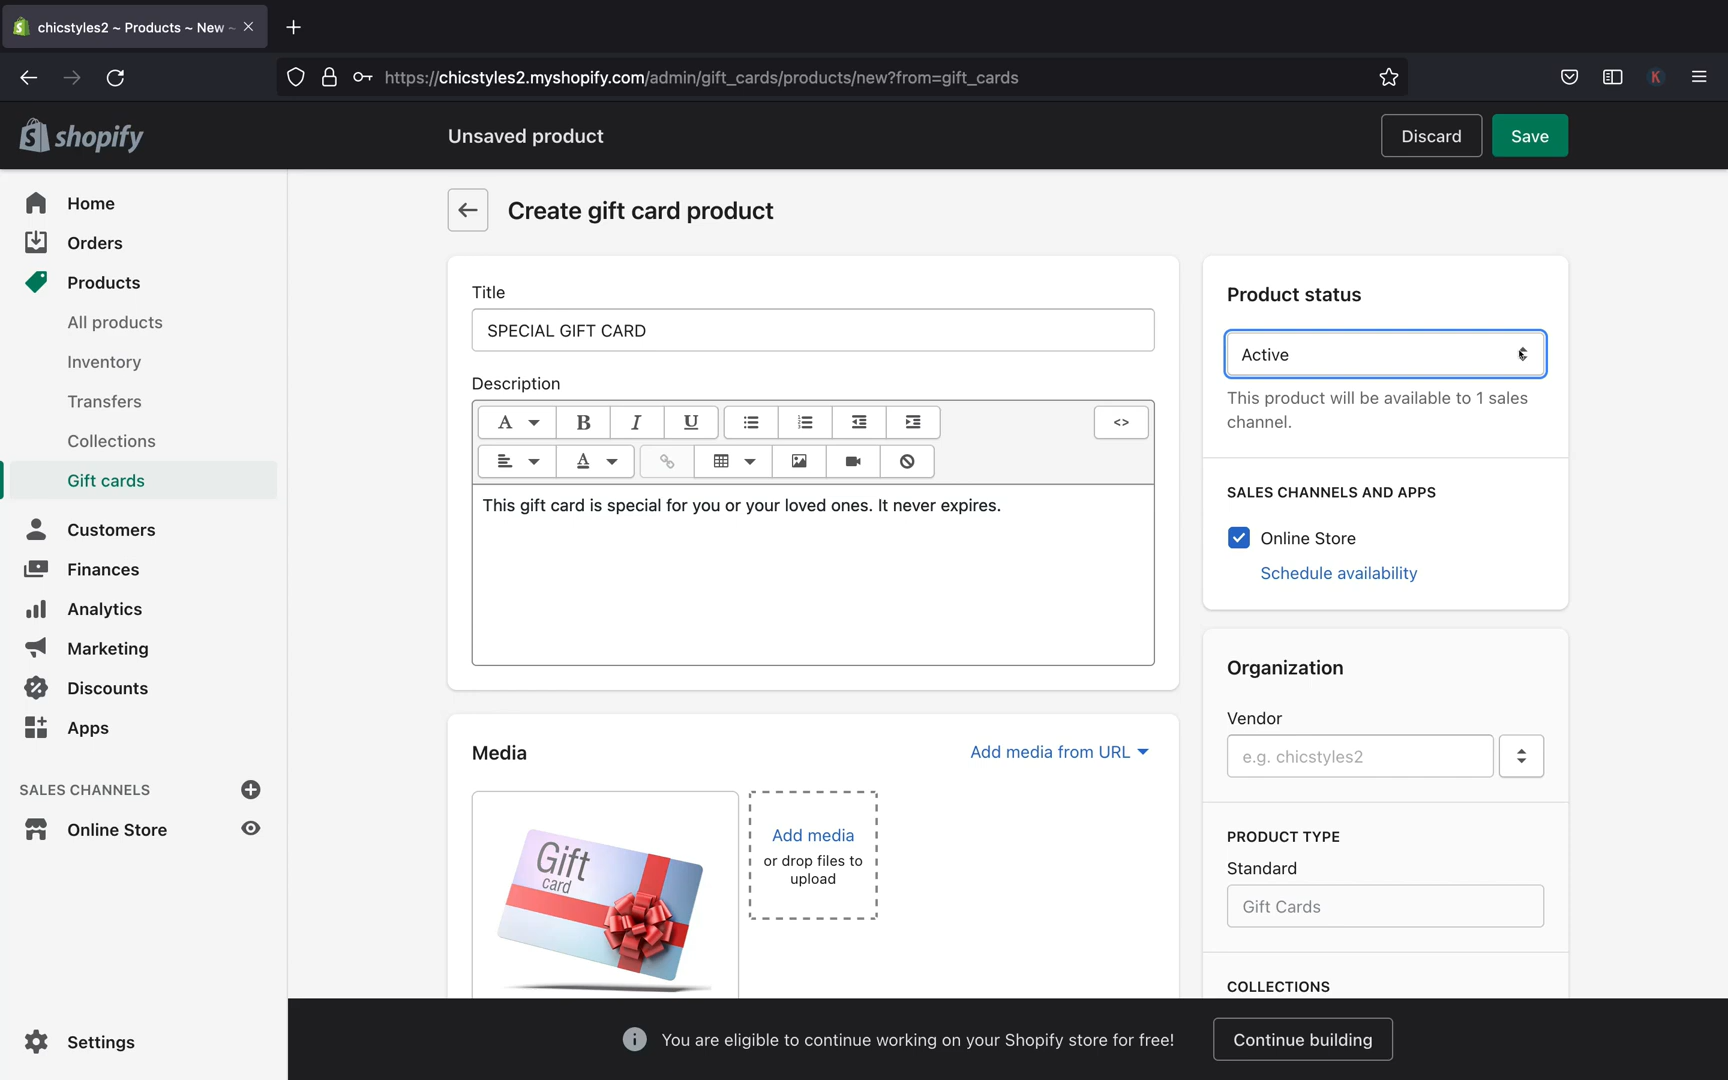 chicstyles2 ~ Products ~ New ~
https://chicstyles2.myshopify.com/admin/gift_cards/products/new?from=gift_cards
K
shopify
Unsaved product
Discard
Save
Home
Orders
Products
All products
Inventory
Transfers
Collections
Gift cards
Customers
Finances
Analytics
Marketing
Discounts
Apps
SALES CHANNELS
Online Store
Settings
Create gift card product
Title
SPECIAL GIFT CARD
Description
A B I U <>
A
This gift card is special for you or your loved ones. It never expires.
Media
Add media from URL
Gift
card
Add media
or drop files to
upload
Product status
Active
This product will be available to 1 sales
channel.
SALES CHANNELS AND APPS
Online Store
Schedule availability
Organization
Vendor
e.g. chicstyles2
PRODUCT TYPE
Standard
Gift Cards
COLLECTIONS
You are eligible to continue working on your Shopify store for free!
Continue building